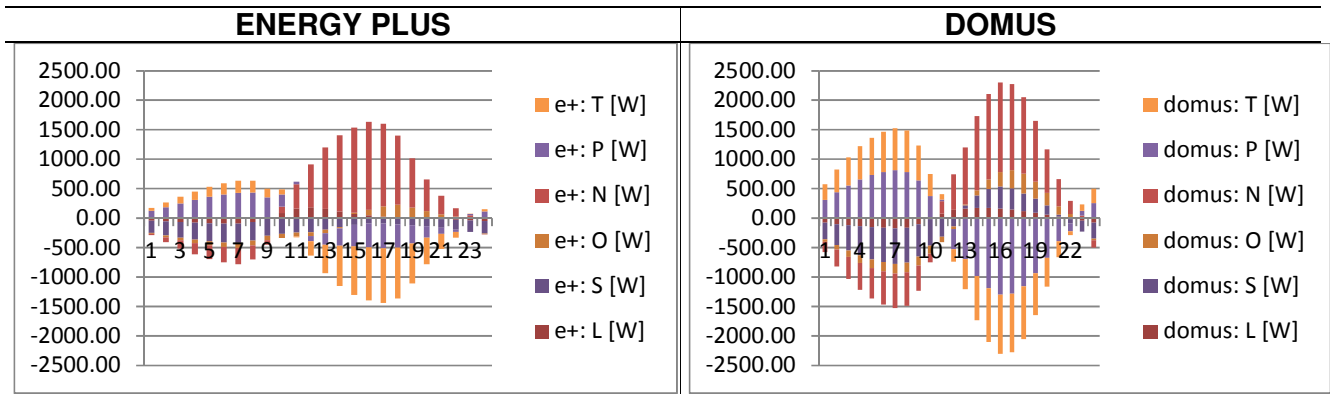 ENERGY PLUS
DOMUS
2500.00
2000.00
1500.00
1000.00
500.00
0.00
-500.00
-1000.00
-1500.00
-2000.00
-2500.00
1 3 5 7 9 11 13 15 17 19 21 23
e+: T [W]
e+: P [W]
e+: N [W]
e+: O [W]
e+: S [W]
e+: L [W]
2500.00
2000.00
1500.00
1000.00
500.00
0.00
-500.00
-1000.00
-1500.00
-2000.00
-2500.00
1 4 7 10 13 16 19 22
domus: T [W]
domus: P [W]
domus: N [W]
domus: O [W]
domus: S [W]
domus: L [W]